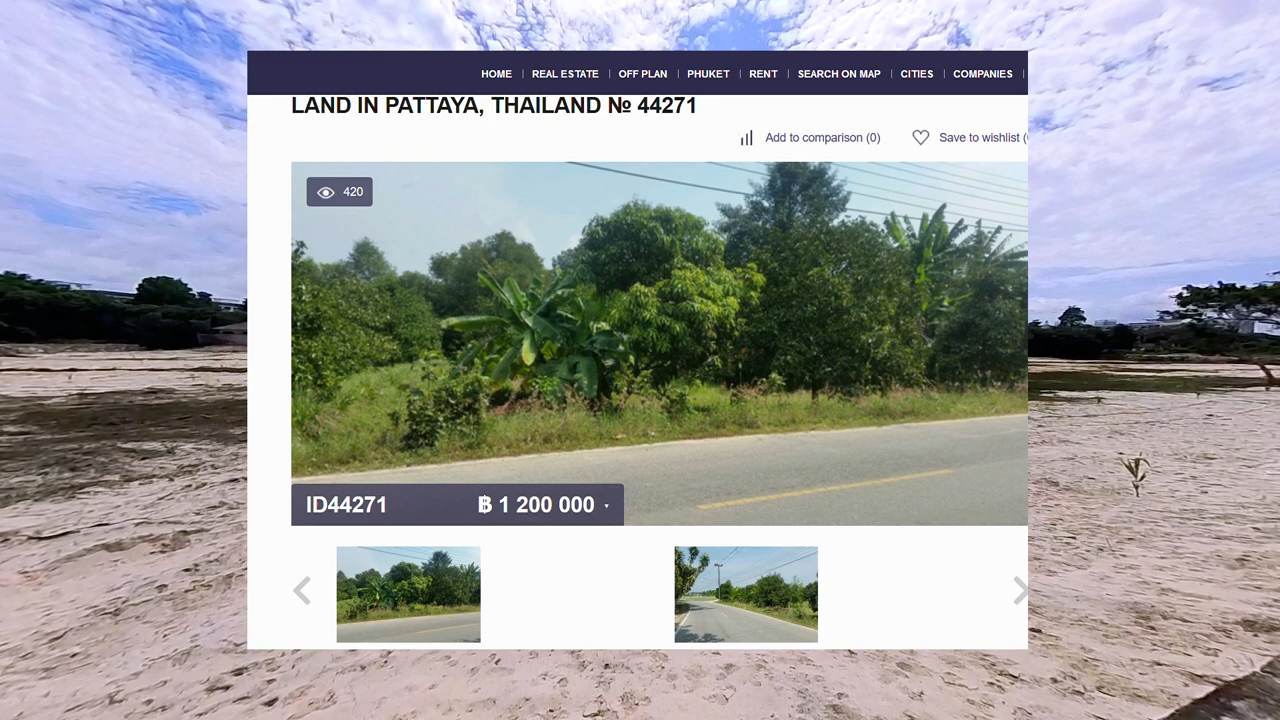 HOME | REAL ESTATE | OFF PLAN | PHUKET | RENT | SEARCH ON MAP | CITIES | COMPANIES |
LAND IN PATTAYA, THAILAND № 44271
Add to comparison (0) Save to wishlist (
420
ID44271 ฿ 1 200 000